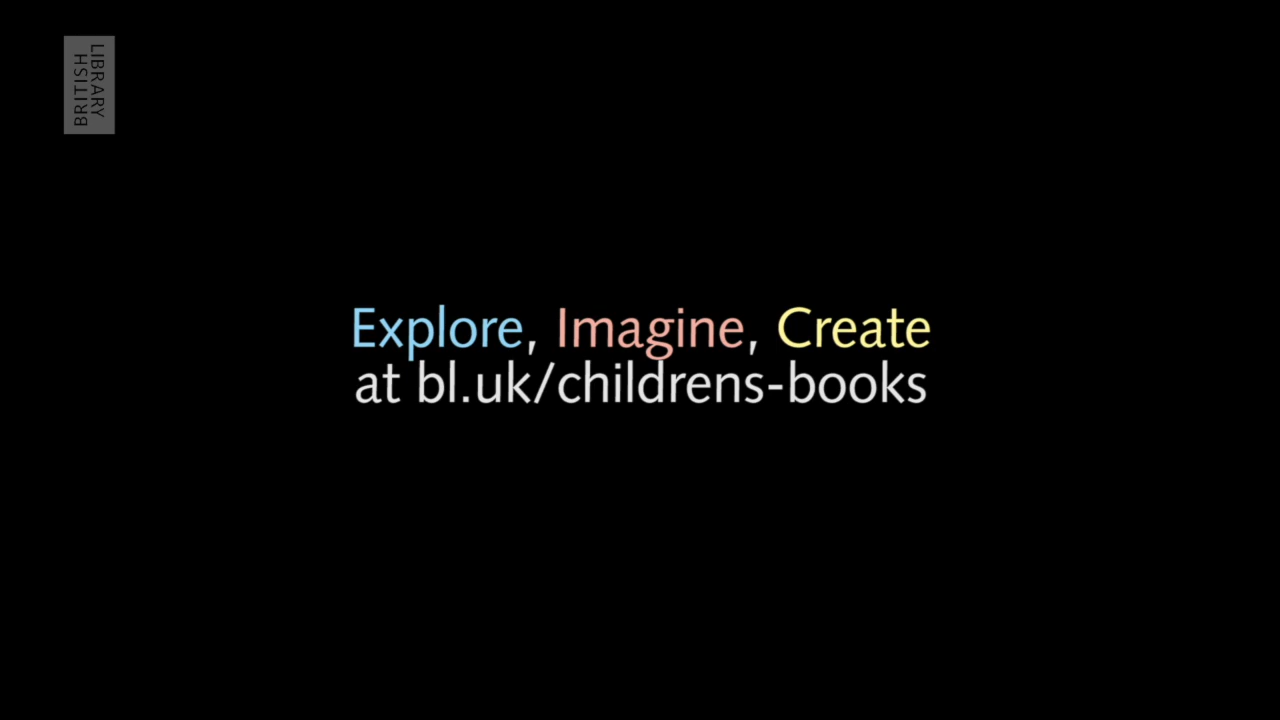 BRITISH
LIBRARY
Explore, Imagine, Create
at bl.uk/childrens-books